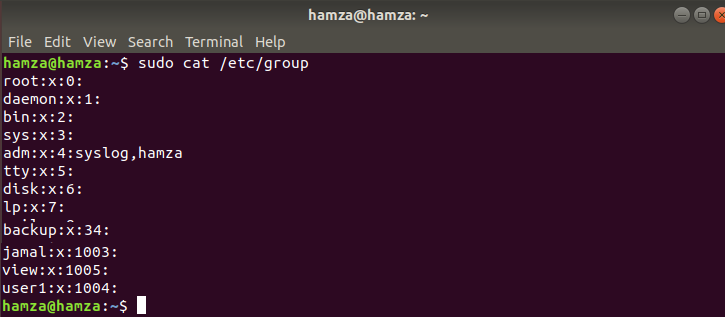 hamza@hamza: ~
File Edit View Search Terminal Help
hamza@hamza:~$ sudo cat /etc/group
root:x:0:
daemon:x:1:
bin:x:2:
sys:x:3:
adm:x:4:syslog,hamza
tty:x:5:
disk:x:6:
lp:x:7:
backup:x:34:
jamal:x:1003:
view:x:1005:
user1:x:1004:
hamza@hamza:~$